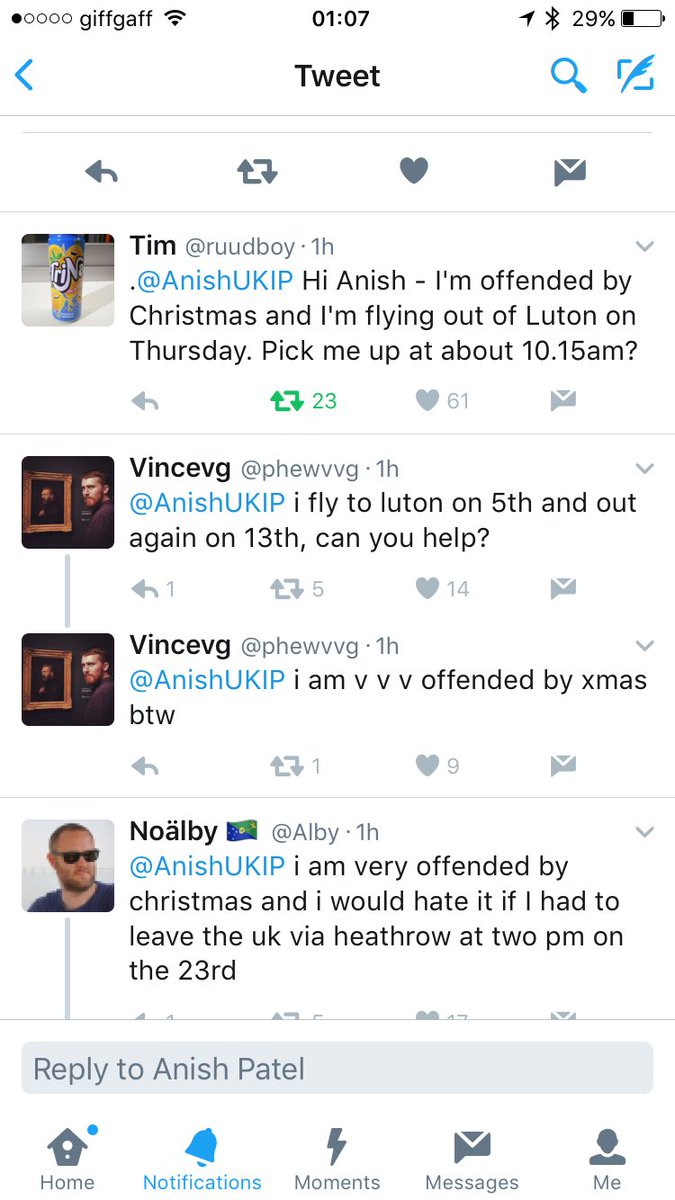 giffgaff 01:07 29%
Tweet
Tim @ruudboy · 1h
.@AnishUKIP Hi Anish - I'm offended by
Christmas and I'm flying out of Luton on
Thursday. Pick me up at about 10.15am?
23 61
Vincevg @phewvvg · 1h
@AnishUKIP i fly to luton on 5th and out
again on 13th, can you help?
1 5 14
Vincevg @phewvvg · 1h
@AnishUKIP i am v v v offended by xmas
btw
1 9
Noälby 🇨🇽 @Alby · 1h
@AnishUKIP i am very offended by
christmas and i would hate it if I had to
leave the uk via heathrow at two pm on
the 23rd
Reply to Anish Patel
Home Notifications Moments Messages Me